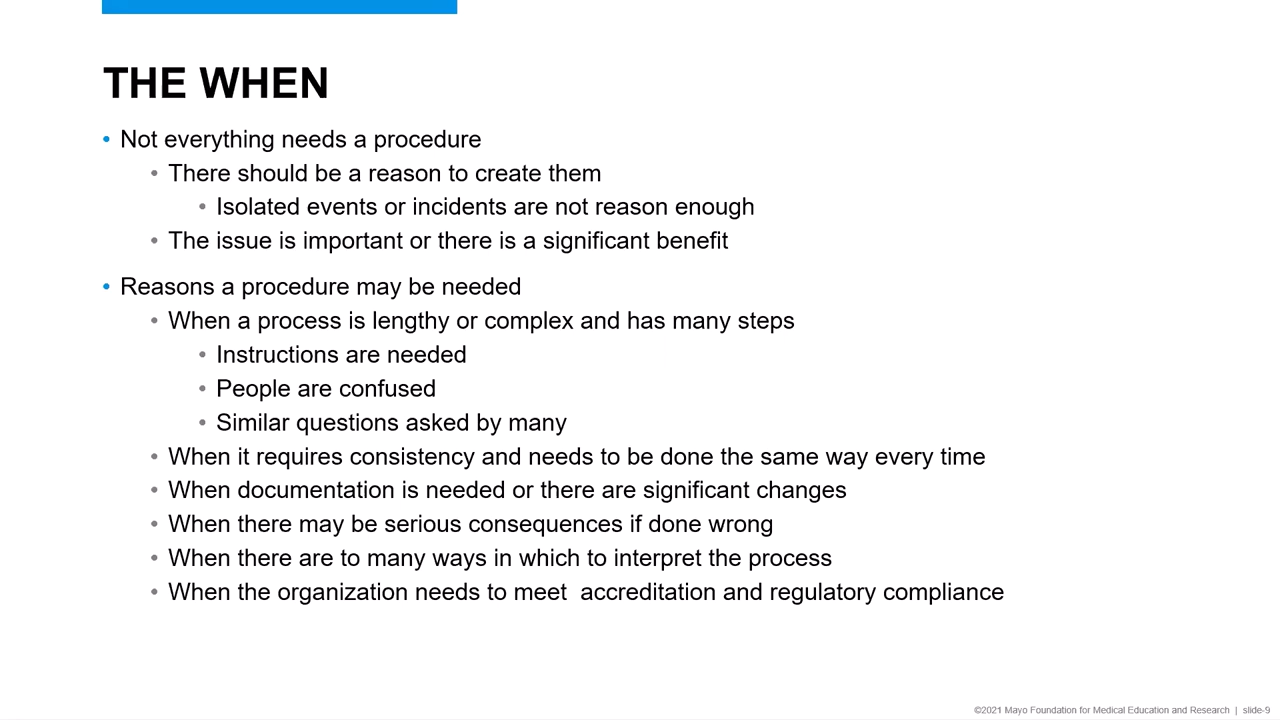 THE WHEN
• Not everything needs a procedure
• There should be a reason to create them
• Isolated events or incidents are not reason enough
• The issue is important or there is a significant benefit
• Reasons a procedure may be needed
• When a process is lengthy or complex and has many steps
• Instructions are needed
• People are confused
• Similar questions asked by many
• When it requires consistency and needs to be done the same way every time
• When documentation is needed or there are significant changes
• When there may be serious consequences if done wrong
• When there are to many ways in which to interpret the process
• When the organization needs to meet  accreditation and regulatory compliance
©2021 Mayo Foundation for Medical Education and Research | slide-9